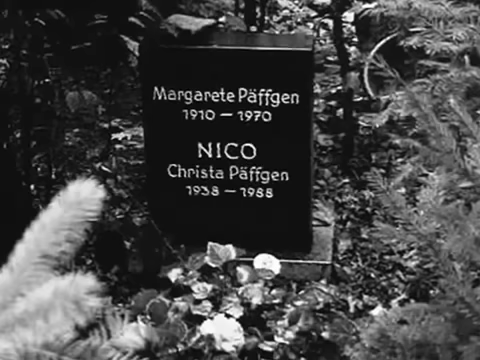 Margarete Päffgen
1910 – 1970
NICO
Christa Päffgen
1938 – 1988